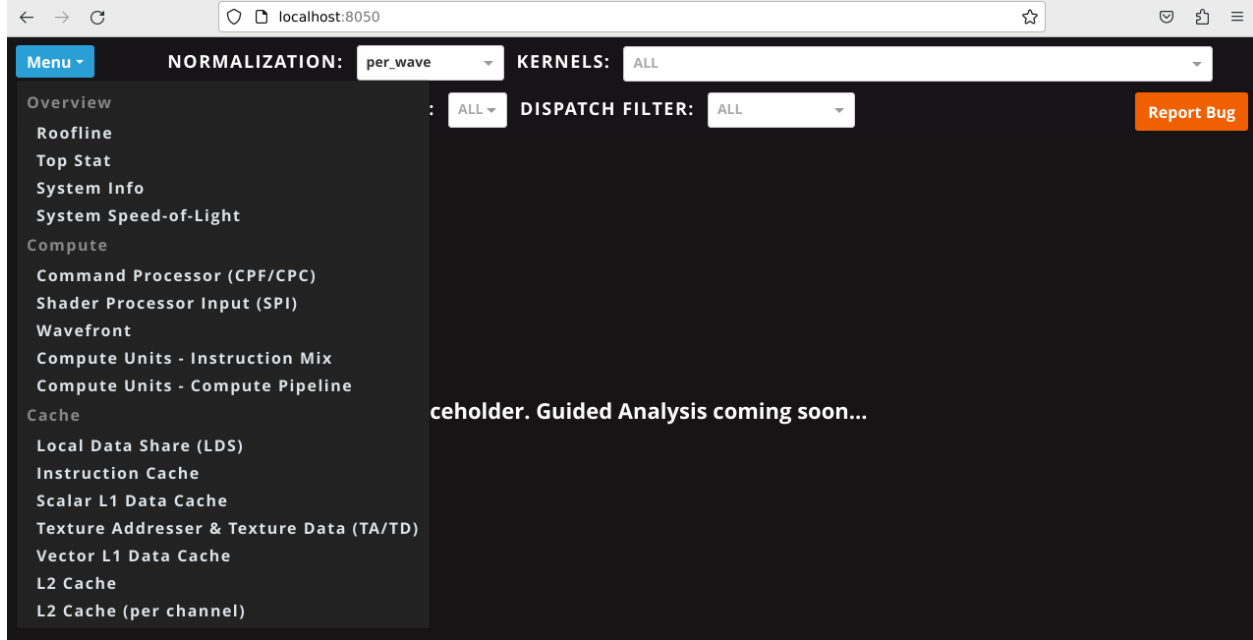 localhost:8050
Menu NORMALIZATION: per_wave KERNELS: ALL
: ALL DISPATCH FILTER: ALL Report Bug
Overview
Roofline
Top Stat
System Info
System Speed-of-Light
Compute
Command Processor (CPF/CPC)
Shader Processor Input (SPI)
Wavefront
Compute Units - Instruction Mix
Compute Units - Compute Pipeline
Cache
ceholder. Guided Analysis coming soon...
Local Data Share (LDS)
Instruction Cache
Scalar L1 Data Cache
Texture Addresser & Texture Data (TA/TD)
Vector L1 Data Cache
L2 Cache
L2 Cache (per channel)